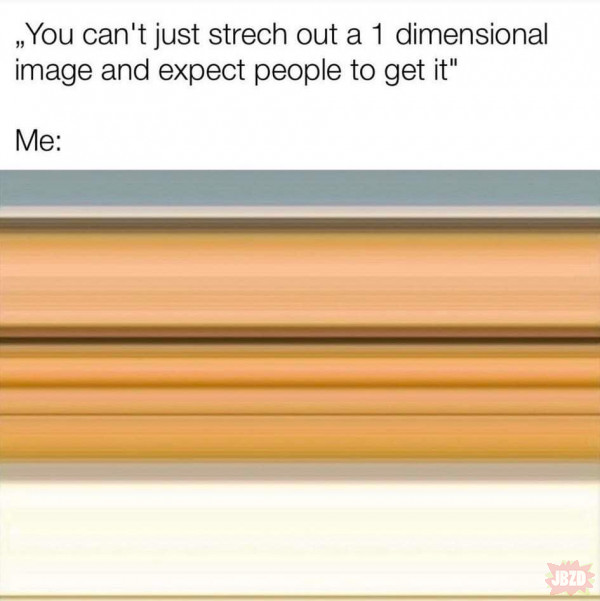 „You can't just strech out a 1 dimensional
image and expect people to get it"
Me:
JBZD